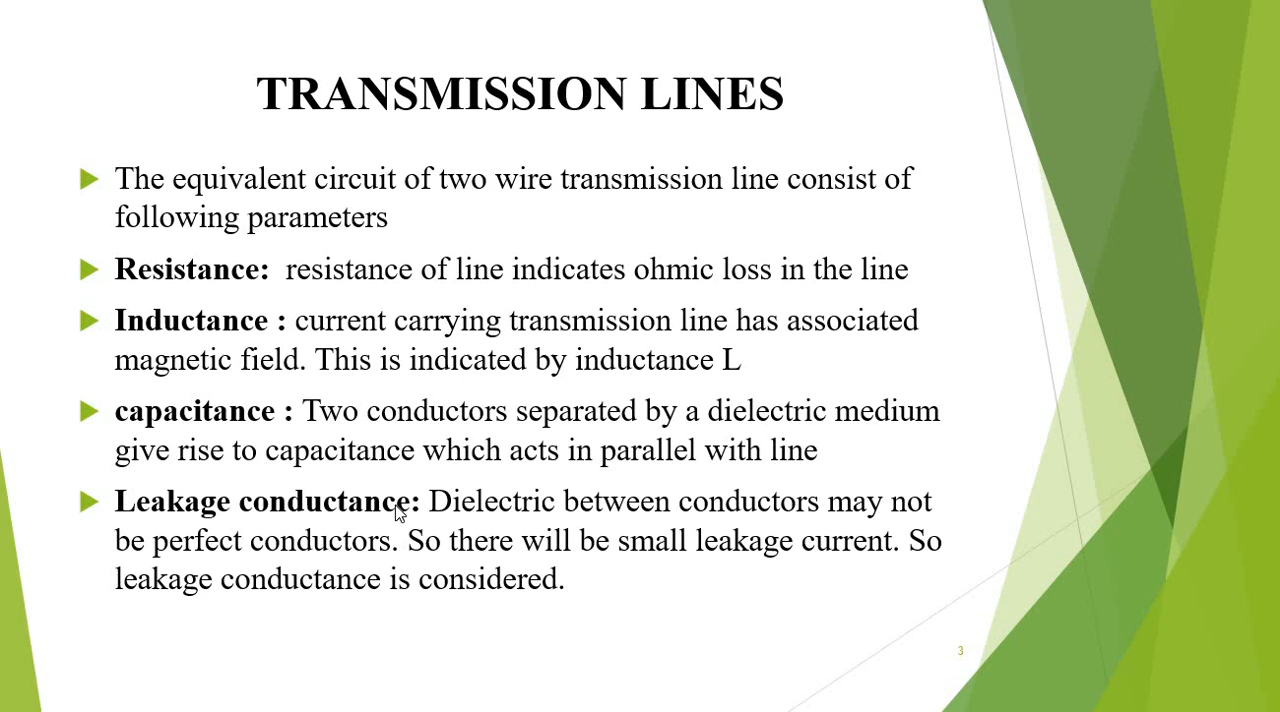 TRANSMISSION LINES
The equivalent circuit of two wire transmission line consist of
following parameters
Resistance:  resistance of line indicates ohmic loss in the line
Inductance : current carrying transmission line has associated
magnetic field. This is indicated by inductance L
capacitance : Two conductors separated by a dielectric medium
give rise to capacitance which acts in parallel with line
Leakage conductance: Dielectric between conductors may not
be perfect conductors. So there will be small leakage current. So
leakage conductance is considered.
3